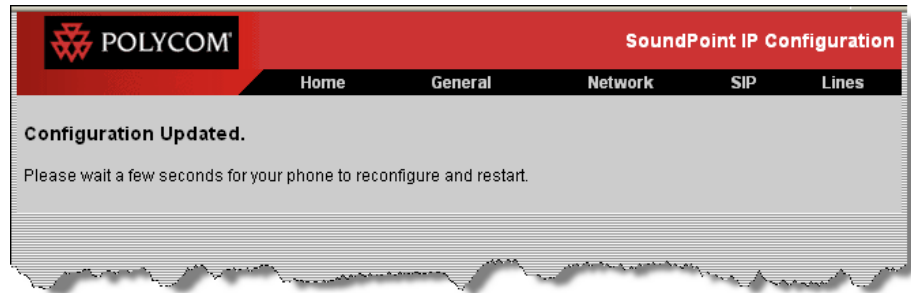 POLYCOM
SoundPoint IP Configuration
Home General Network SIP Lines
Configuration Updated.
Please wait a few seconds for your phone to reconfigure and restart.